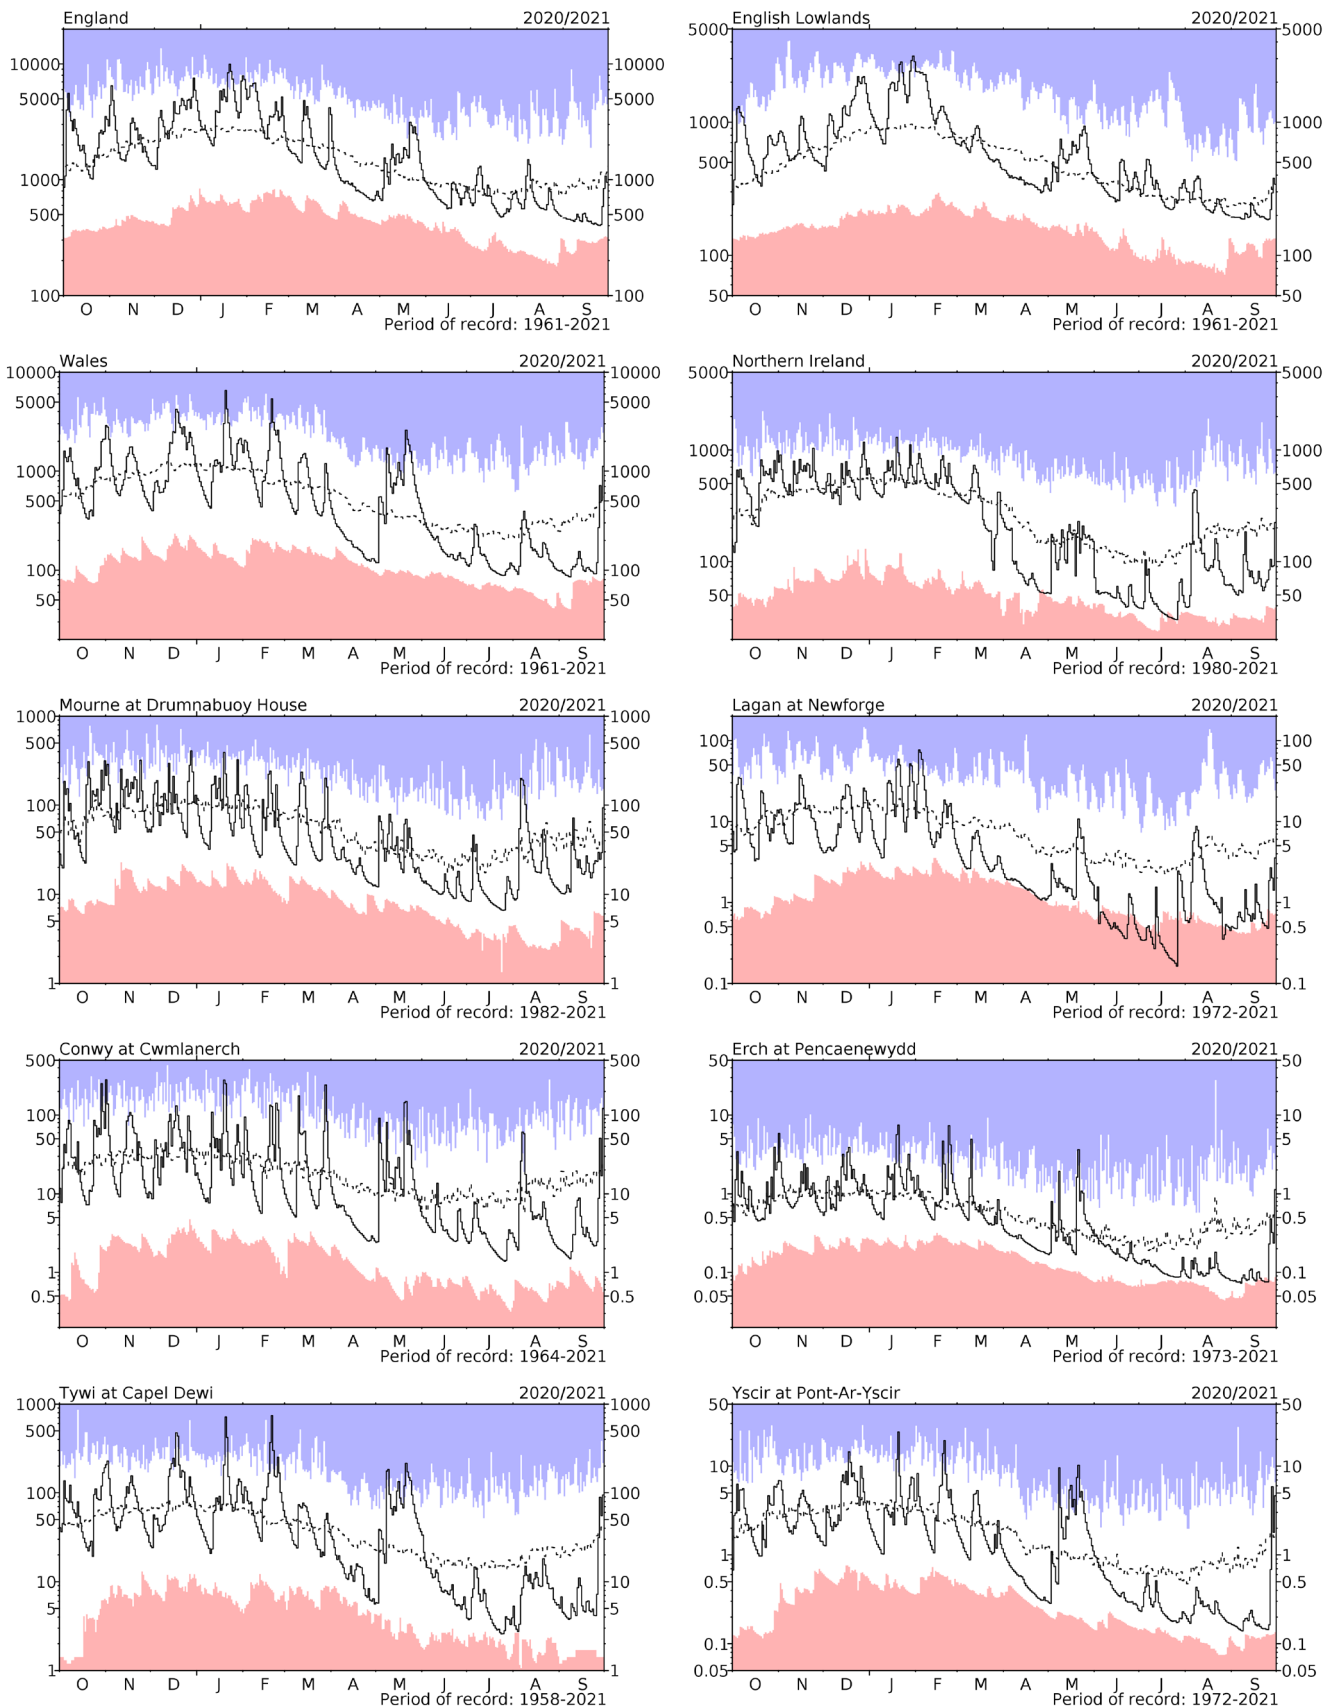 England 2020/2021 English Lowlands 2020/2021
10000 10000 5000 5000
5000 5000
1000 1000
1000 1000 500 500
500 500
100 100
100 100 50 50
O N D J F M A M J J A S O N D J F M A M J J A S
Period of record: 1961-2021 Period of record: 1961-2021
Wales 2020/2021 Northern Ireland 2020/2021
10000 10000 5000 5000
5000 5000
1000 1000 1000 1000
500 500 500 500
100 100 100 100
50 50 50 50
O N D J F M A M J J A S O N D J F M A M J J A S
Period of record: 1961-2021 Period of record: 1980-2021
Mourne at Drumnabuoy House 2020/2021 Lagan at Newforge 2020/2021
1000 1000
500 500 100 100
50 50
100 100
50 50 10 10
5 5
10 10 1 1
5 5 0.5 0.5
1 1 0.1 0.1
O N D J F M A M J J A S O N D J F M A M J J A S
Period of record: 1982-2021 Period of record: 1972-2021
Conwy at Cwmlanerch 2020/2021 Erch at Pencaenewydd 2020/2021
500 500 50 50
100 100 10 10
50 50 5 5
10 10 1 1
5 5 0.5 0.5
1 1 0.1 0.1
0.5 0.5 0.05 0.05
O N D J F M A M J J A S O N D J F M A M J J A S
Period of record: 1964-2021 Period of record: 1973-2021
Tywi at Capel Dewi 2020/2021 Yscir at Pont-Ar-Yscir 2020/2021
1000 1000 50 50
500 500
100 100 10 10
50 50 5 5
10 10 1 1
5 5 0.5 0.5
0.1 0.1
1 1 0.05 0.05
O N D J F M A M J J A S O N D J F M A M J J A S
Period of record: 1958-2021 Period of record: 1972-2021